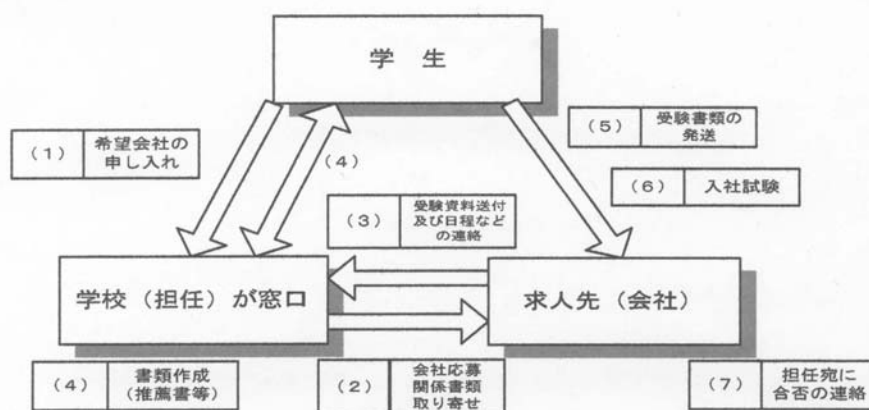 学 生
(1) 希望会社の
申し入れ
(4)
(5) 受験書類の
発送
(6) 入社試験
(3) 受験資料送付
及び日程など
の連絡
学校(担任)が窓口
求人先(会社)
(4) 書類作成
(推薦書等)
(2) 会社応募
関係書類
取り寄せ
(7) 担任宛に
合否の連絡